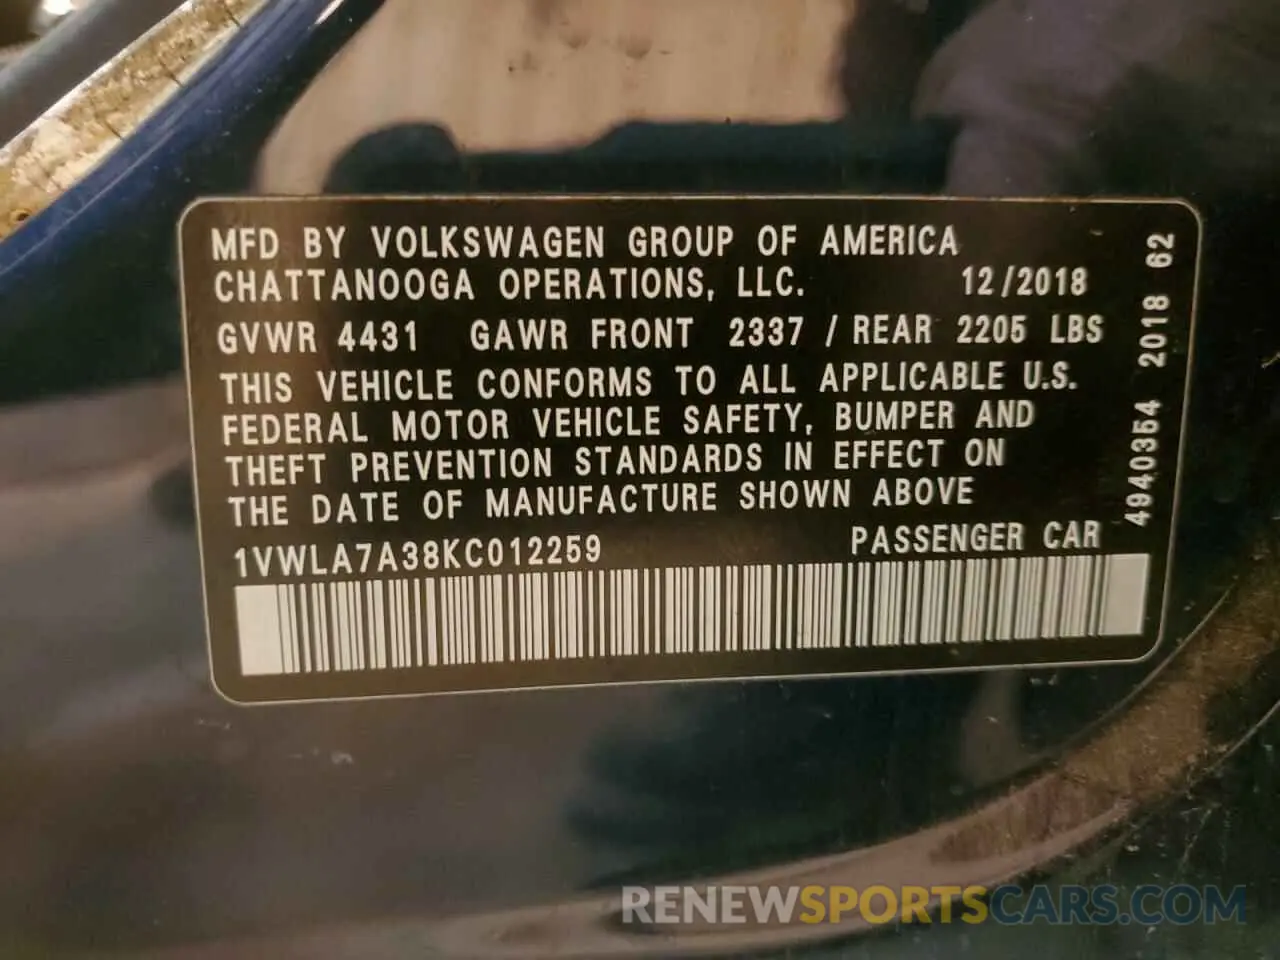 MFD BY VOLKSWAGEN GROUP OF AMERICA
CHATTANOOGA OPERATIONS, LLC. 12/2018
GVWR 4431 GAWR FRONT 2337 / REAR 2205 LBS
THIS VEHICLE CONFORMS TO ALL APPLICABLE U.S.
FEDERAL MOTOR VEHICLE SAFETY, BUMPER AND
THEFT PREVENTION STANDARDS IN EFFECT ON
THE DATE OF MANUFACTURE SHOWN ABOVE
1VWLA7A38KC012259 PASSENGER CAR
4940354 2018 62
RENEWSPORTSCARS.COM